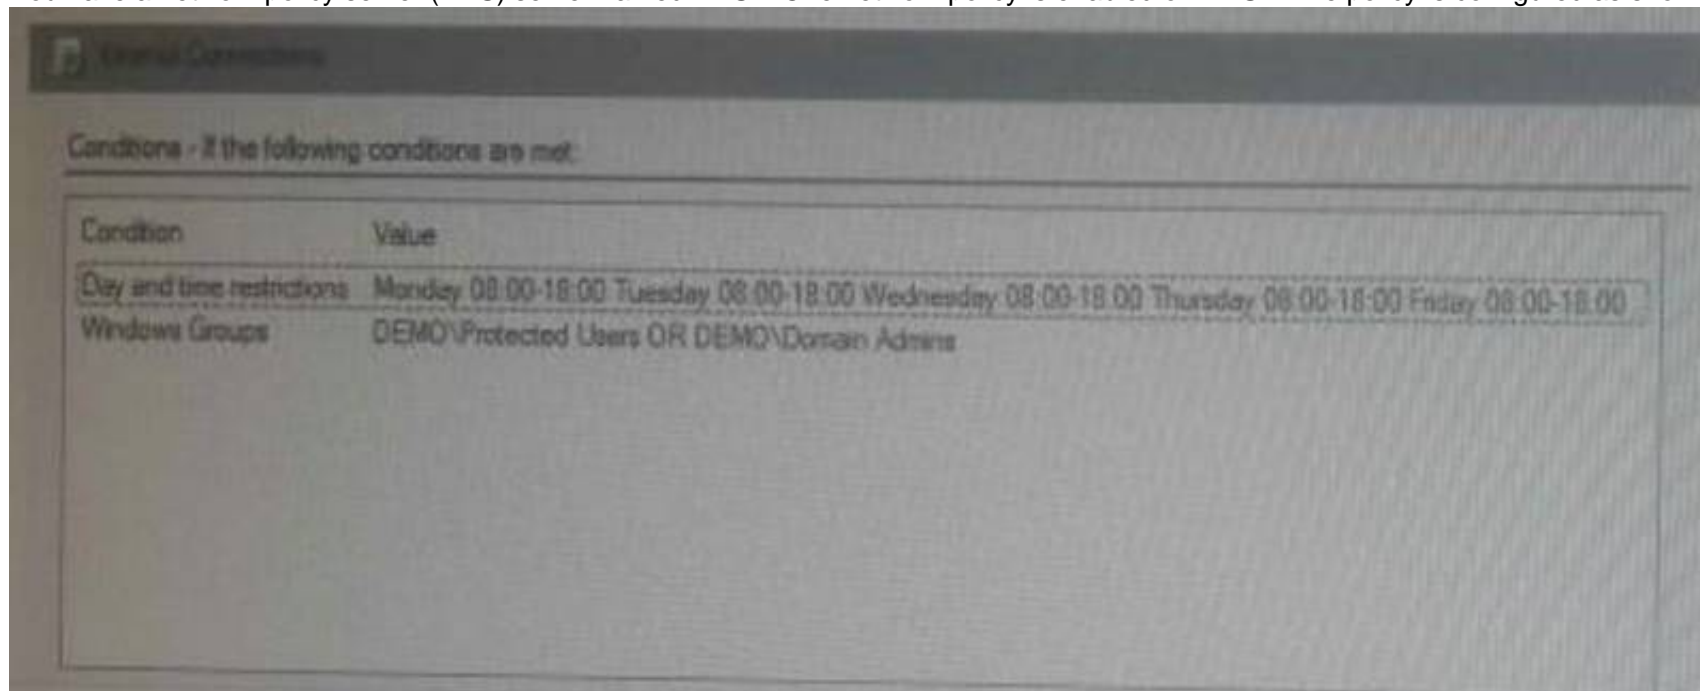 Connections
Conditions - If the following conditions are met:
Condition Value
Day and time restrictions Monday 08:00-18:00 Tuesday 08:00-18:00 Wednesday 08:00-18:00 Thursday 08:00-18:00 Friday 08:00-18:00
Windows Groups DEMO\Protected Users OR DEMO\Domain Admins